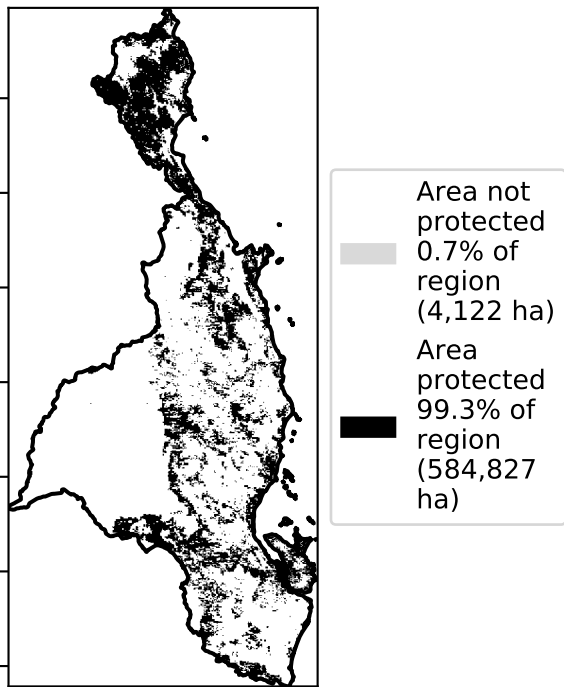 Area not
protected
0.7% of
region
(4,122 ha)
Area
protected
99.3% of
region
(584,827
ha)